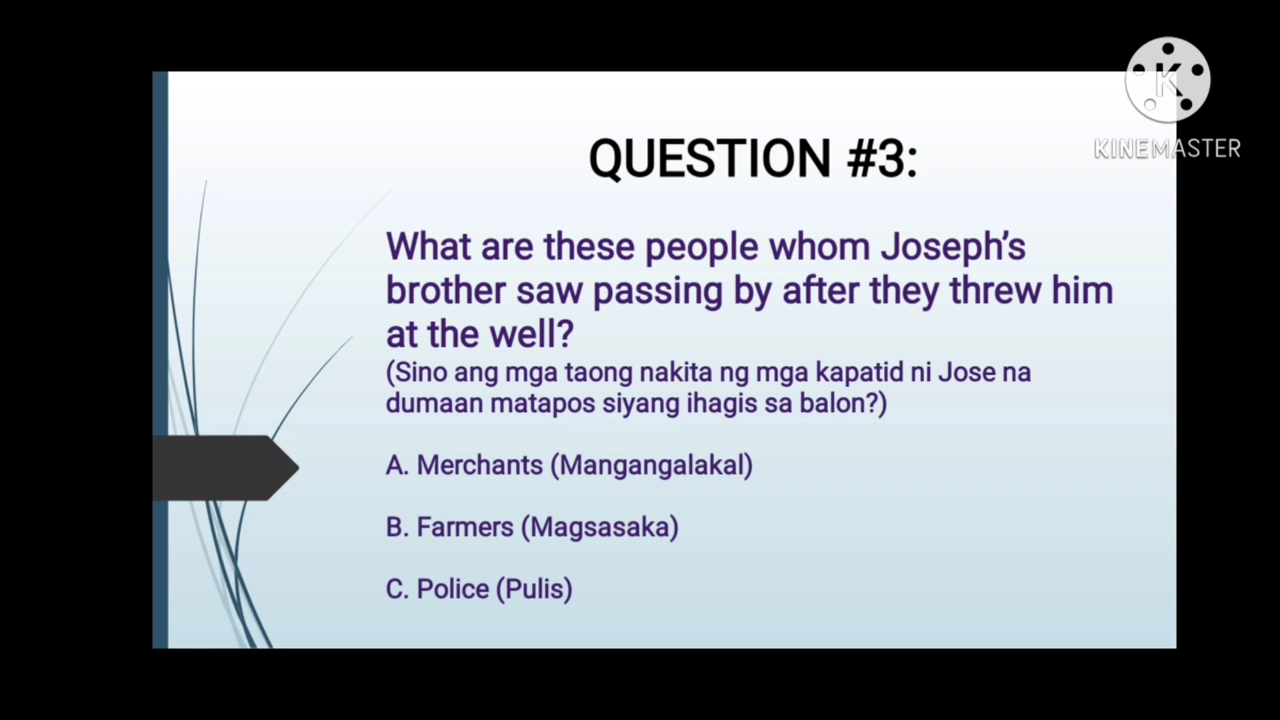 K
KINEMASTER
QUESTION #3:
What are these people whom Joseph's
brother saw passing by after they threw him
at the well?
(Sino ang mga taong nakita ng mga kapatid ni Jose na
dumaan matapos siyang ihagis sa balon?)
A. Merchants (Mangangalakal)
B. Farmers (Magsasaka)
C. Police (Pulis)